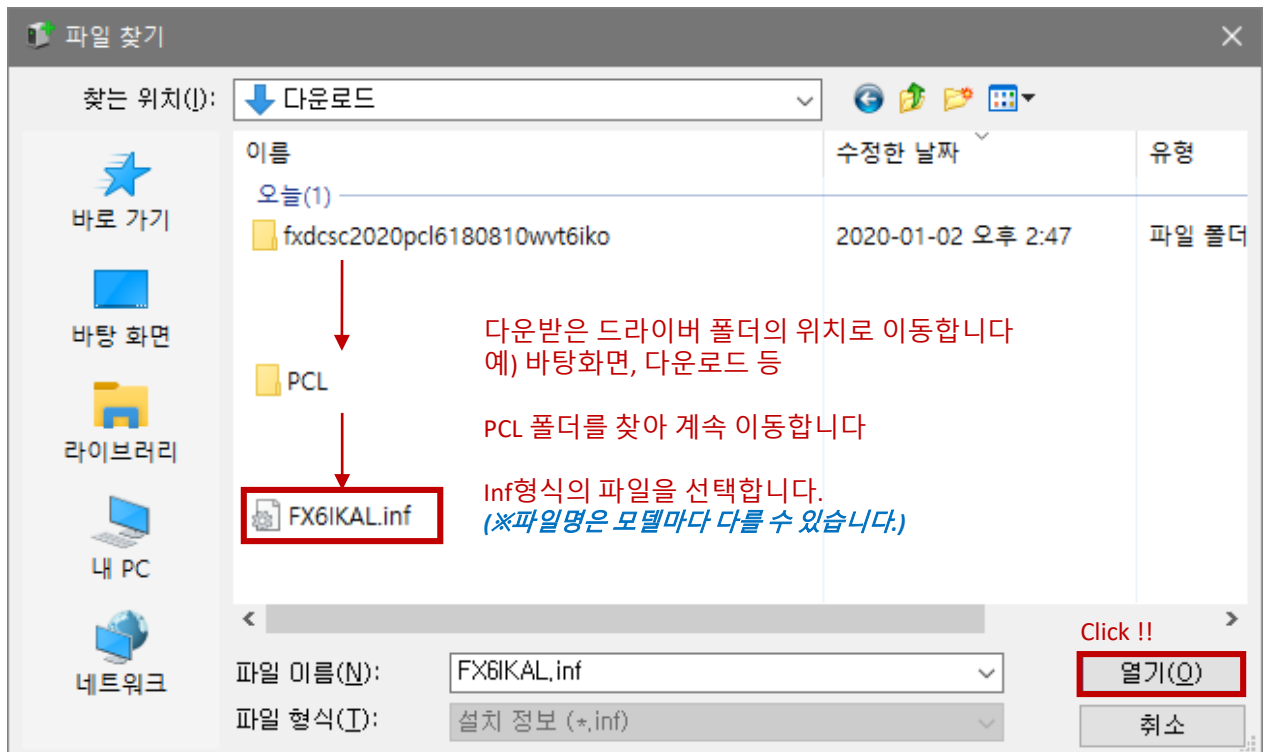 파일 찾기
찾는 위치(I):
다운로드
이름
수정한 날짜
유형
바로 가기
바탕 화면
라이브러리
내 PC
네트워크
오늘(1)
fxdcsc2020pcl6180810wvt6iko
2020-01-02 오후 2:47
파일 폴더
다운받은 드라이버 폴더의 위치로 이동합니다
예) 바탕화면, 다운로드 등
PCL
PCL 폴더를 찾아 계속 이동합니다
Inf형식의 파일을 선택합니다.
(※파일명은 모델마다 다를 수 있습니다.)
FX6IKAL.inf
Click !!
파일 이름(N):
FX6IKAL.inf
열기(O)
파일 형식(T):
설치 정보 (*.inf)
취소